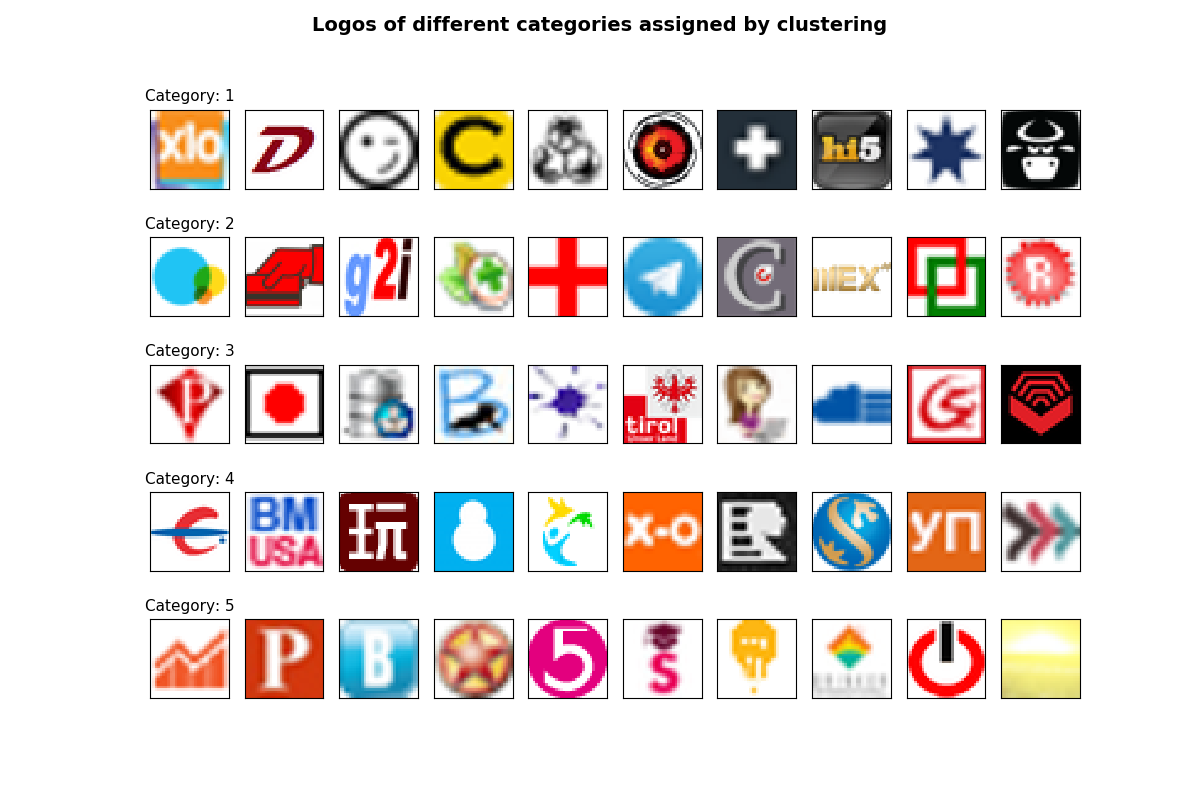 Logos of different categories assigned by clustering
Category: 1
xlo
D
C
hi5
Category: 2
g2i
C
R
Category: 3
P
B
tirol
Category: 4
BM
USA
玩
X-O
R
S
УП
Category: 5
P
B
5
S